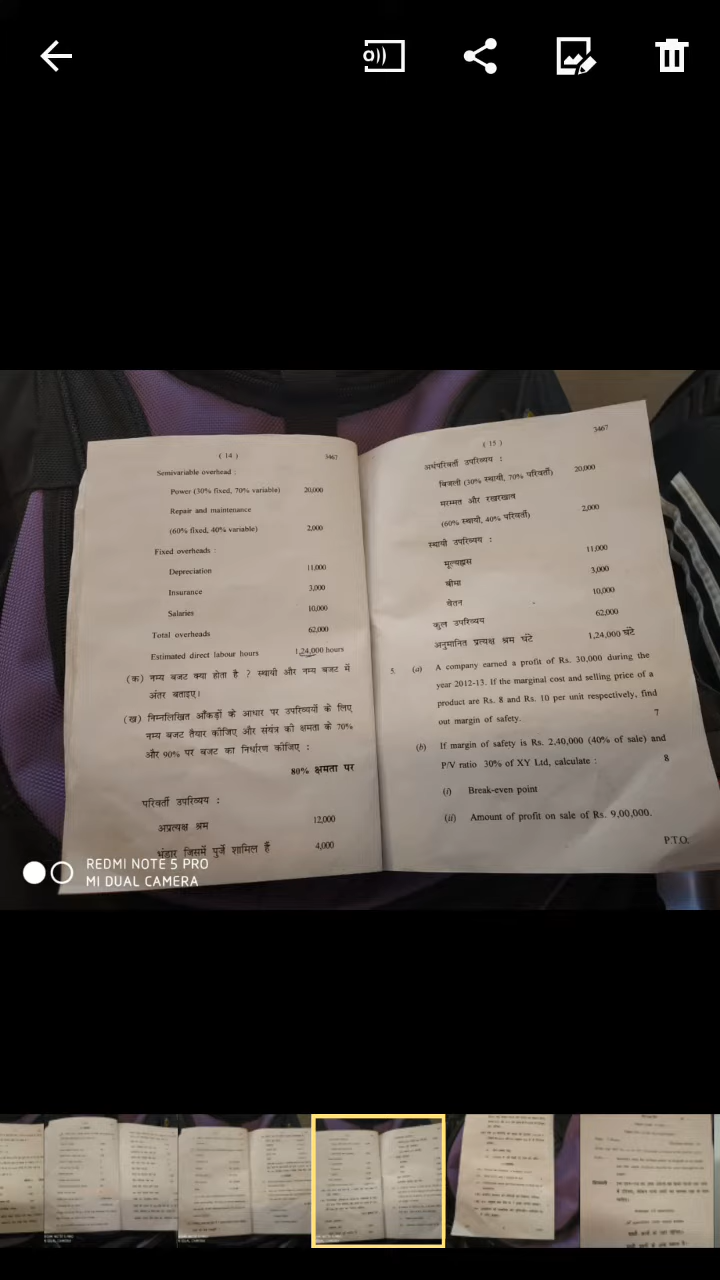 ( 14 )
3467
Semivariable overhead :
Power (30% fixed, 70% variable) 20,000
Repair and maintenance
(60% fixed, 40% variable) 2,000
Fixed overheads :
Depreciation 11,000
Insurance 3,000
Salaries 10,000
Total overheads 62,000
Estimated direct labour hours 1,24,000 hours
(क) नम्य बजट क्या होता है ? स्थायी और नम्य बजट में
अंतर बताइए।
(ख) निम्नलिखित आँकड़ों के आधार पर उपरिव्ययों के लिए
नम्य बजट तैयार कीजिए और संयंत्र की क्षमता के 70%
और 90% पर बजट का निर्धारण कीजिए :
80% क्षमता पर
परिवर्ती उपरिव्यय :
अप्रत्यक्ष श्रम 12,000
भंडार जिसमें पुर्जे शामिल हैं 4,000
( 15 )
3467
अर्धपरिवर्ती उपरिव्यय :
बिजली (30% स्थायी, 70% परिवर्ती) 20,000
मरम्मत और रखरखाव
(60% स्थायी, 40% परिवर्ती) 2,000
स्थायी उपरिव्यय :
मूल्यह्रास 11,000
बीमा 3,000
वेतन 10,000
कुल उपरिव्यय 62,000
अनुमानित प्रत्यक्ष श्रम घंटे 1,24,000 घंटे
5. (a) A company earned a profit of Rs. 30,000 during the
year 2012-13. If the marginal cost and selling price of a
product are Rs. 8 and Rs. 10 per unit respectively, find
out margin of safety. 7
(b) If margin of safety is Rs. 2,40,000 (40% of sale) and
P/V ratio 30% of XY Ltd, calculate : 8
(i) Break-even point
(ii) Amount of profit on sale of Rs. 9,00,000.
P.T.O.
REDMI NOTE 5 PRO
MI DUAL CAMERA